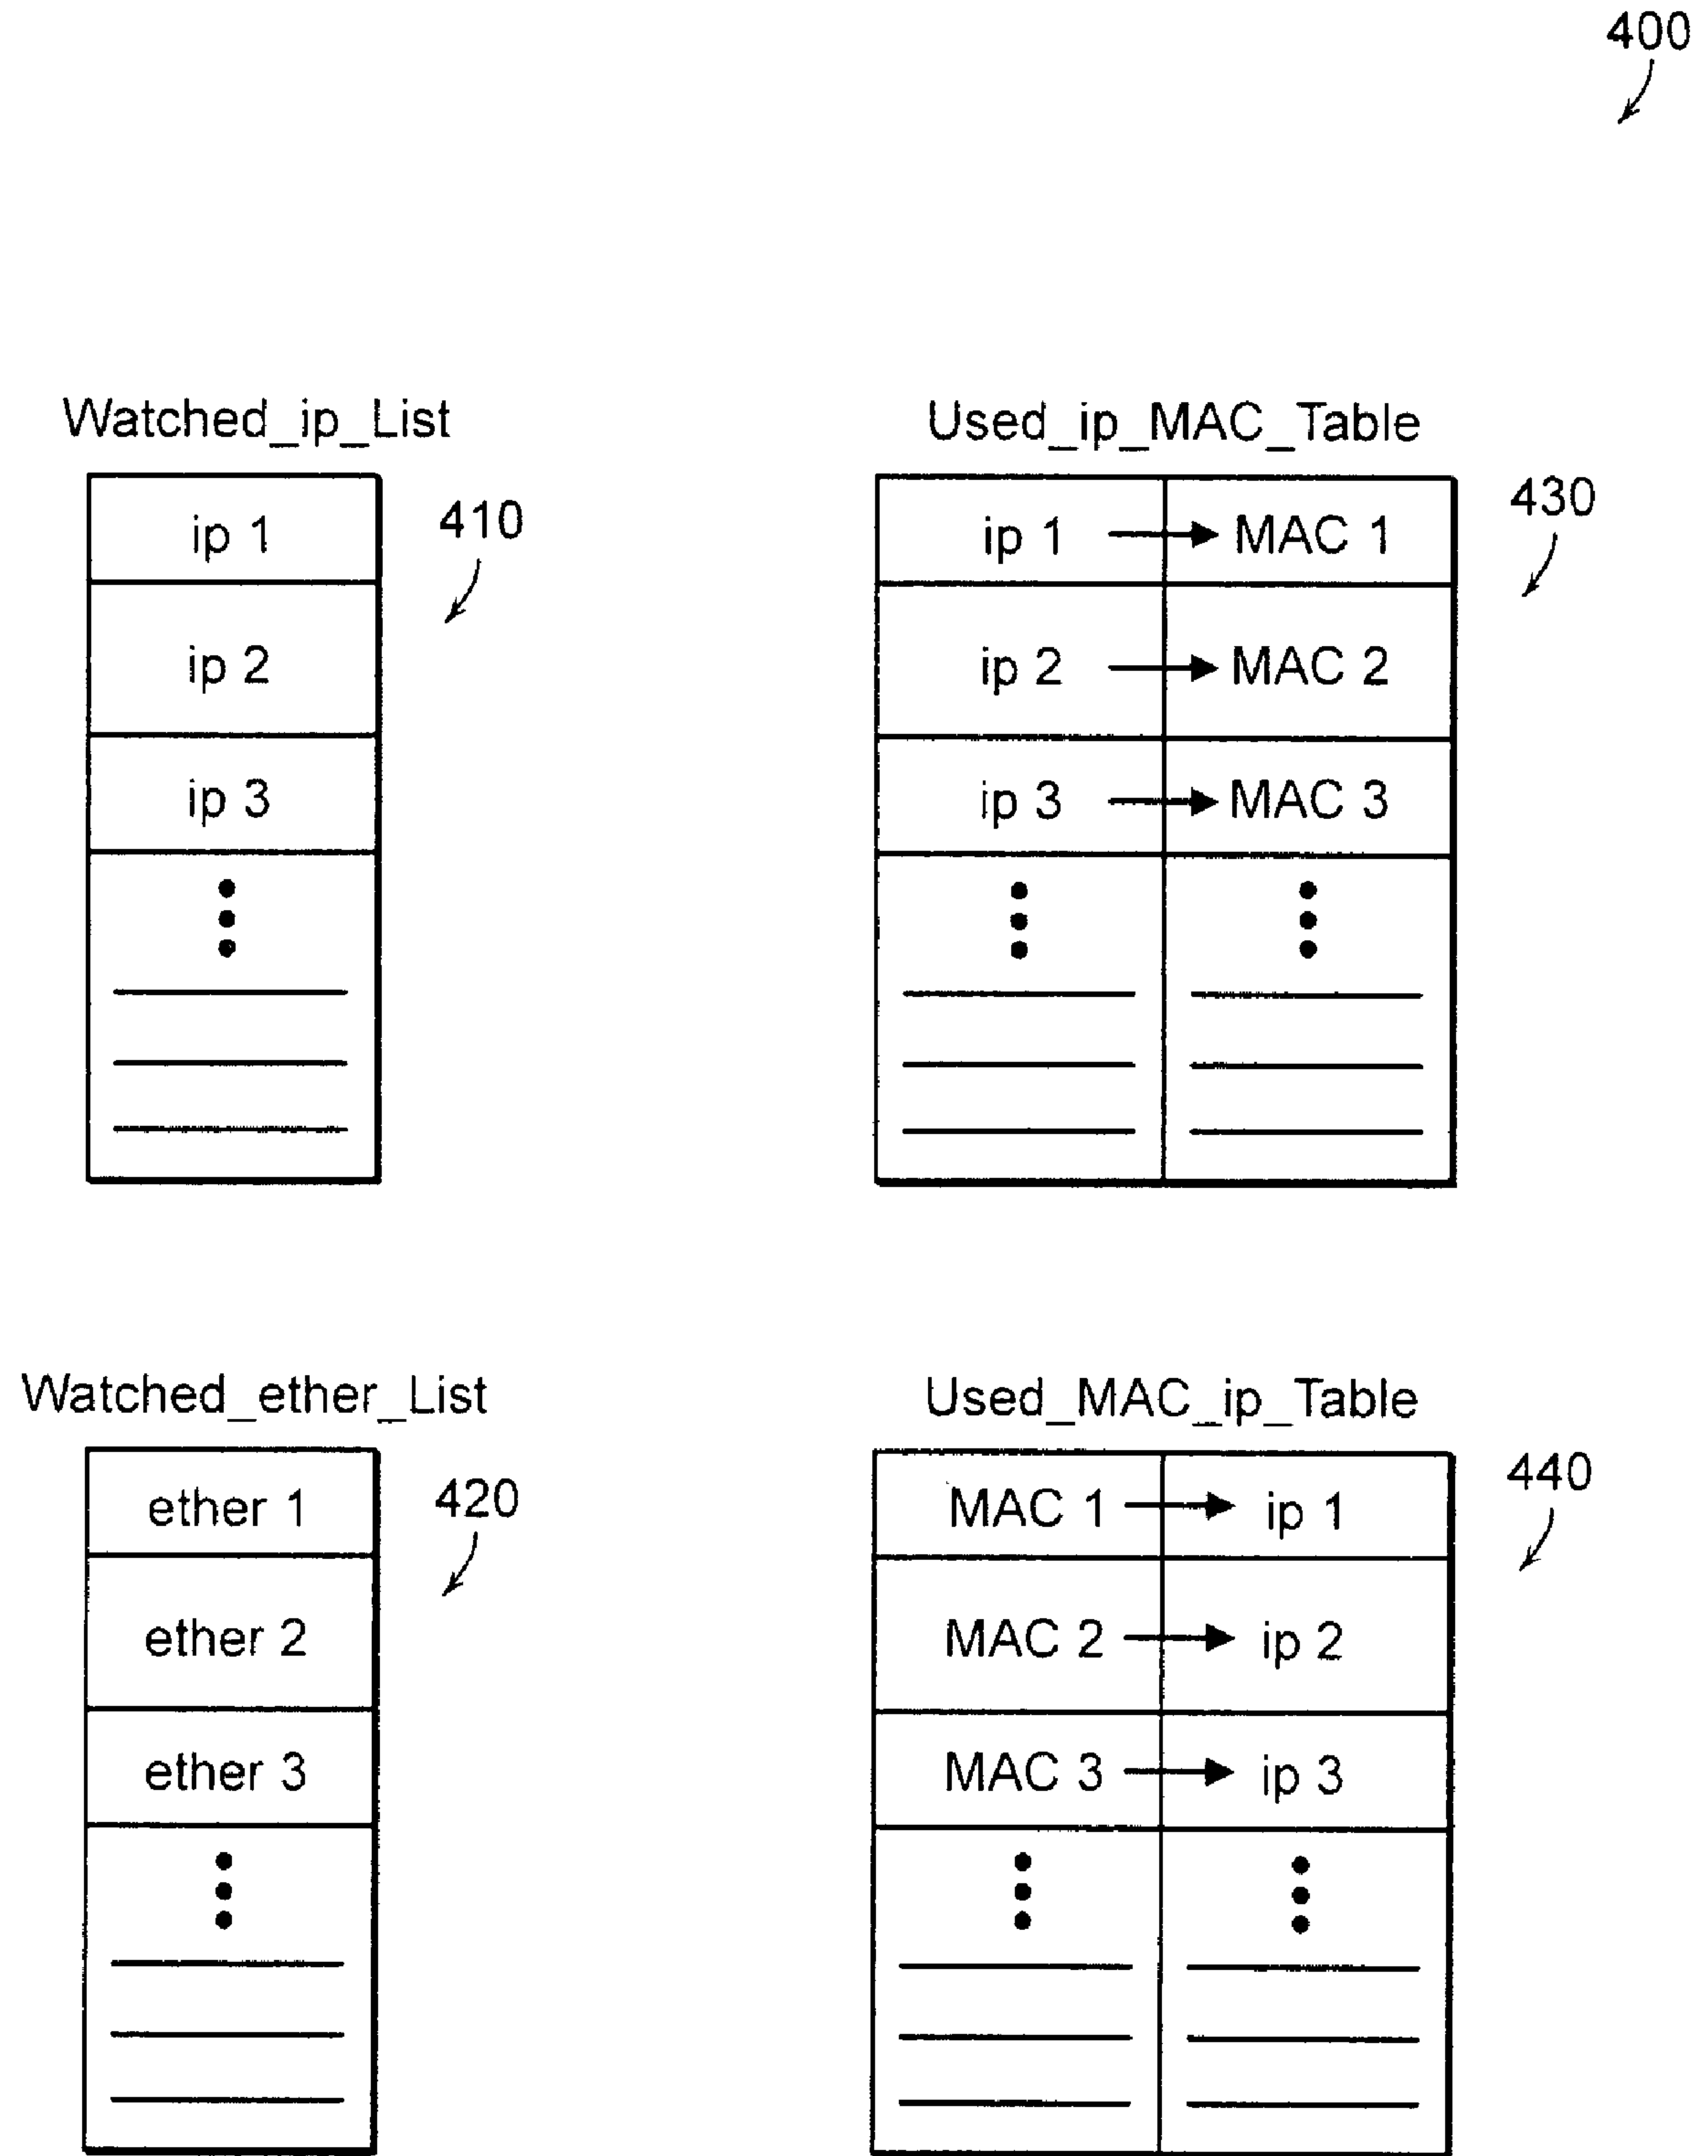 400
Watched_ip_List
ip 1
ip 2
ip 3
410
Used_ip_MAC_Table
ip 1 MAC 1
ip 2 MAC 2
ip 3 MAC 3
430
Watched_ether_List
ether 1
ether 2
ether 3
420
Used_MAC_ip_Table
MAC 1 ip 1
MAC 2 ip 2
MAC 3 ip 3
440